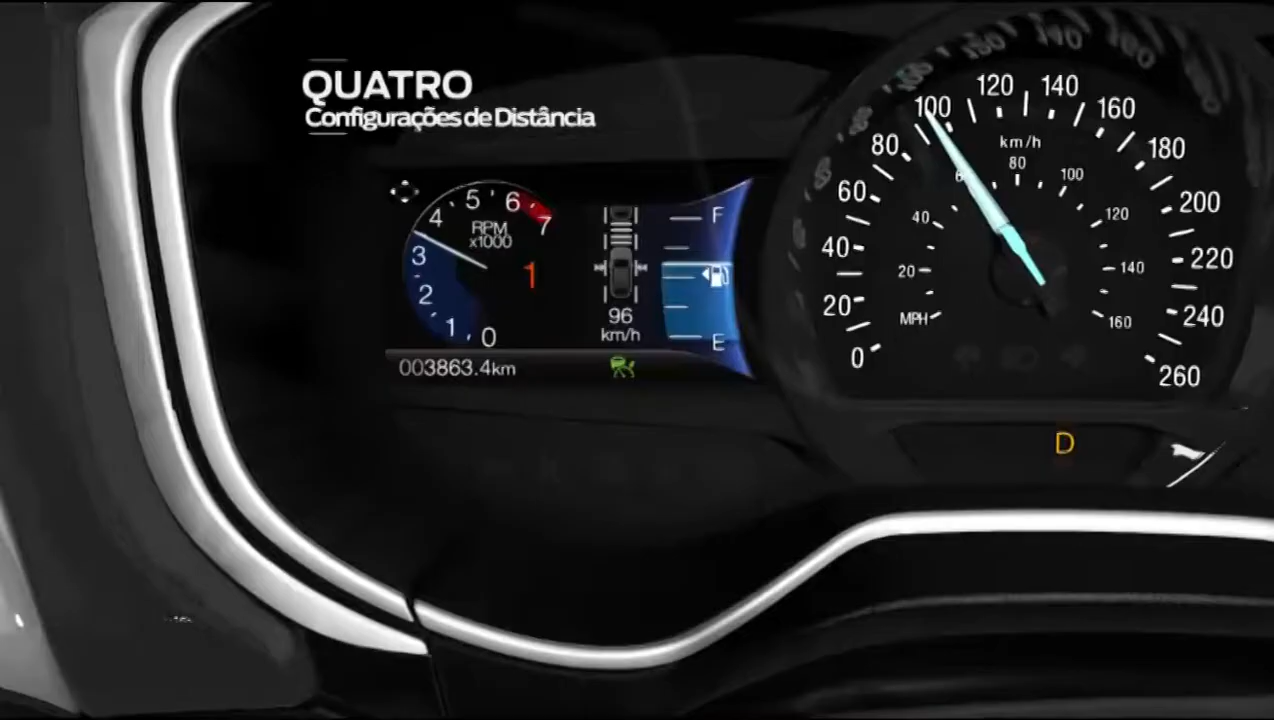 QUATRO
Configurações de Distância
0
1
2
3
4
5
6
7
RPM
x1000
1
96
km/h
F
E
003863.4km
0
20
40
60
80
100
120
140
160
180
200
220
240
260
km/h
MPH
20
40
80
100
120
140
160
D